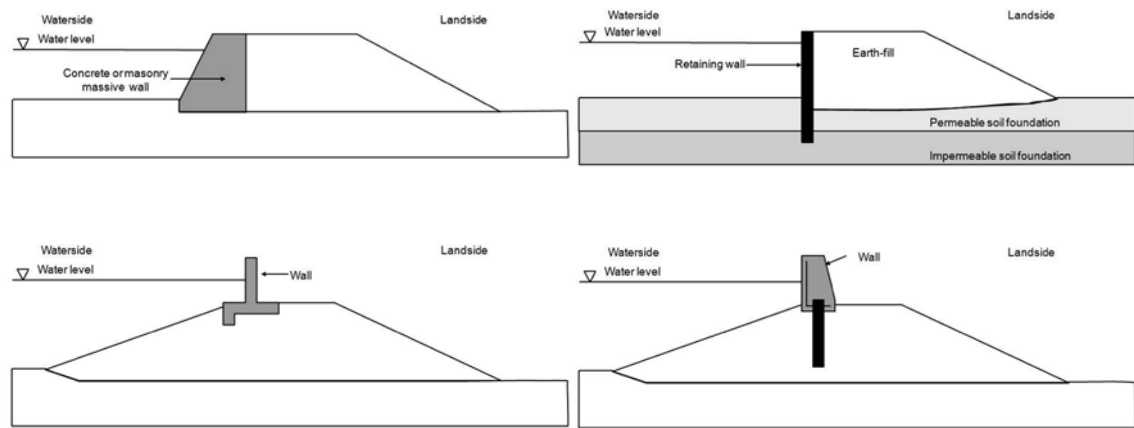 Waterside
Landside
Water level
Concrete or masonry
massive wall
Waterside
Landside
Water level
Earth-fill
Retaining wall
Permeable soil foundation
Impermeable soil foundation
Waterside
Landside
Water level
Wall
Waterside
Landside
Wall
Water level